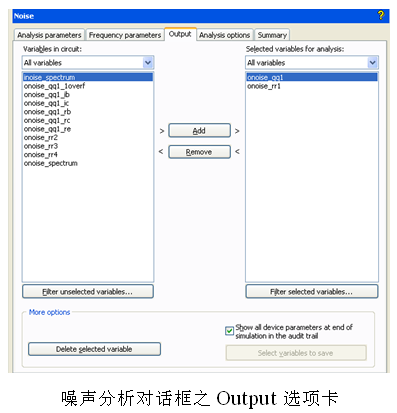 Noise
?
Analysis parameters Frequency parameters Output Analysis options Summary
Variables in circuit:
All variables
inoise_spectrum
onoise_qq1_1overf
onoise_qq1_ib
onoise_qq1_ic
onoise_qq1_rb
onoise_qq1_rc
onoise_qq1_re
onoise_rr2
onoise_rr3
onoise_rr4
onoise_spectrum
Filter unselected variables...
> Add >
< Remove <
Selected variables for analysis:
All variables
onoise_qq1
onoise_rr1
Filter selected variables...
More options
Delete selected variable
Show all device parameters at end of
simulation in the audit trail
Select variables to save
噪声分析对话框之 Output 选项卡